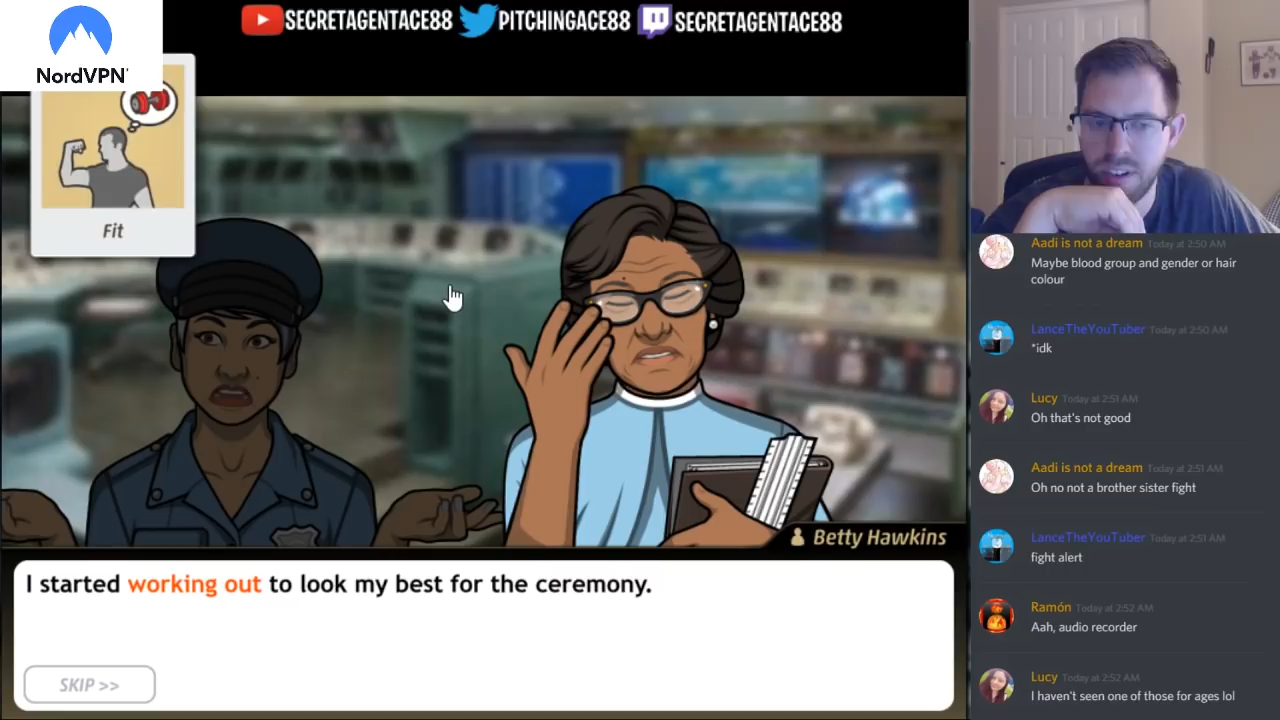 SECRETAGENTACE88
PITCHINGACE88
SECRETAGENTACE88
NordVPN
Fit
Betty Hawkins
I started working out to look my best for the ceremony.
SKIP >>
Aadi is not a dream Today at 2:50 AM
Maybe blood group and gender or hair
colour
LanceTheYouTuber Today at 2:50 AM
*idk
Lucy Today at 2:51 AM
Oh that's not good
Aadi is not a dream Today at 2:51 AM
Oh no not a brother sister fight
LanceTheYouTuber Today at 2:51 AM
fight alert
Ramón Today at 2:52 AM
Aah, audio recorder
Lucy Today at 2:52 AM
I haven't seen one of those for ages lol